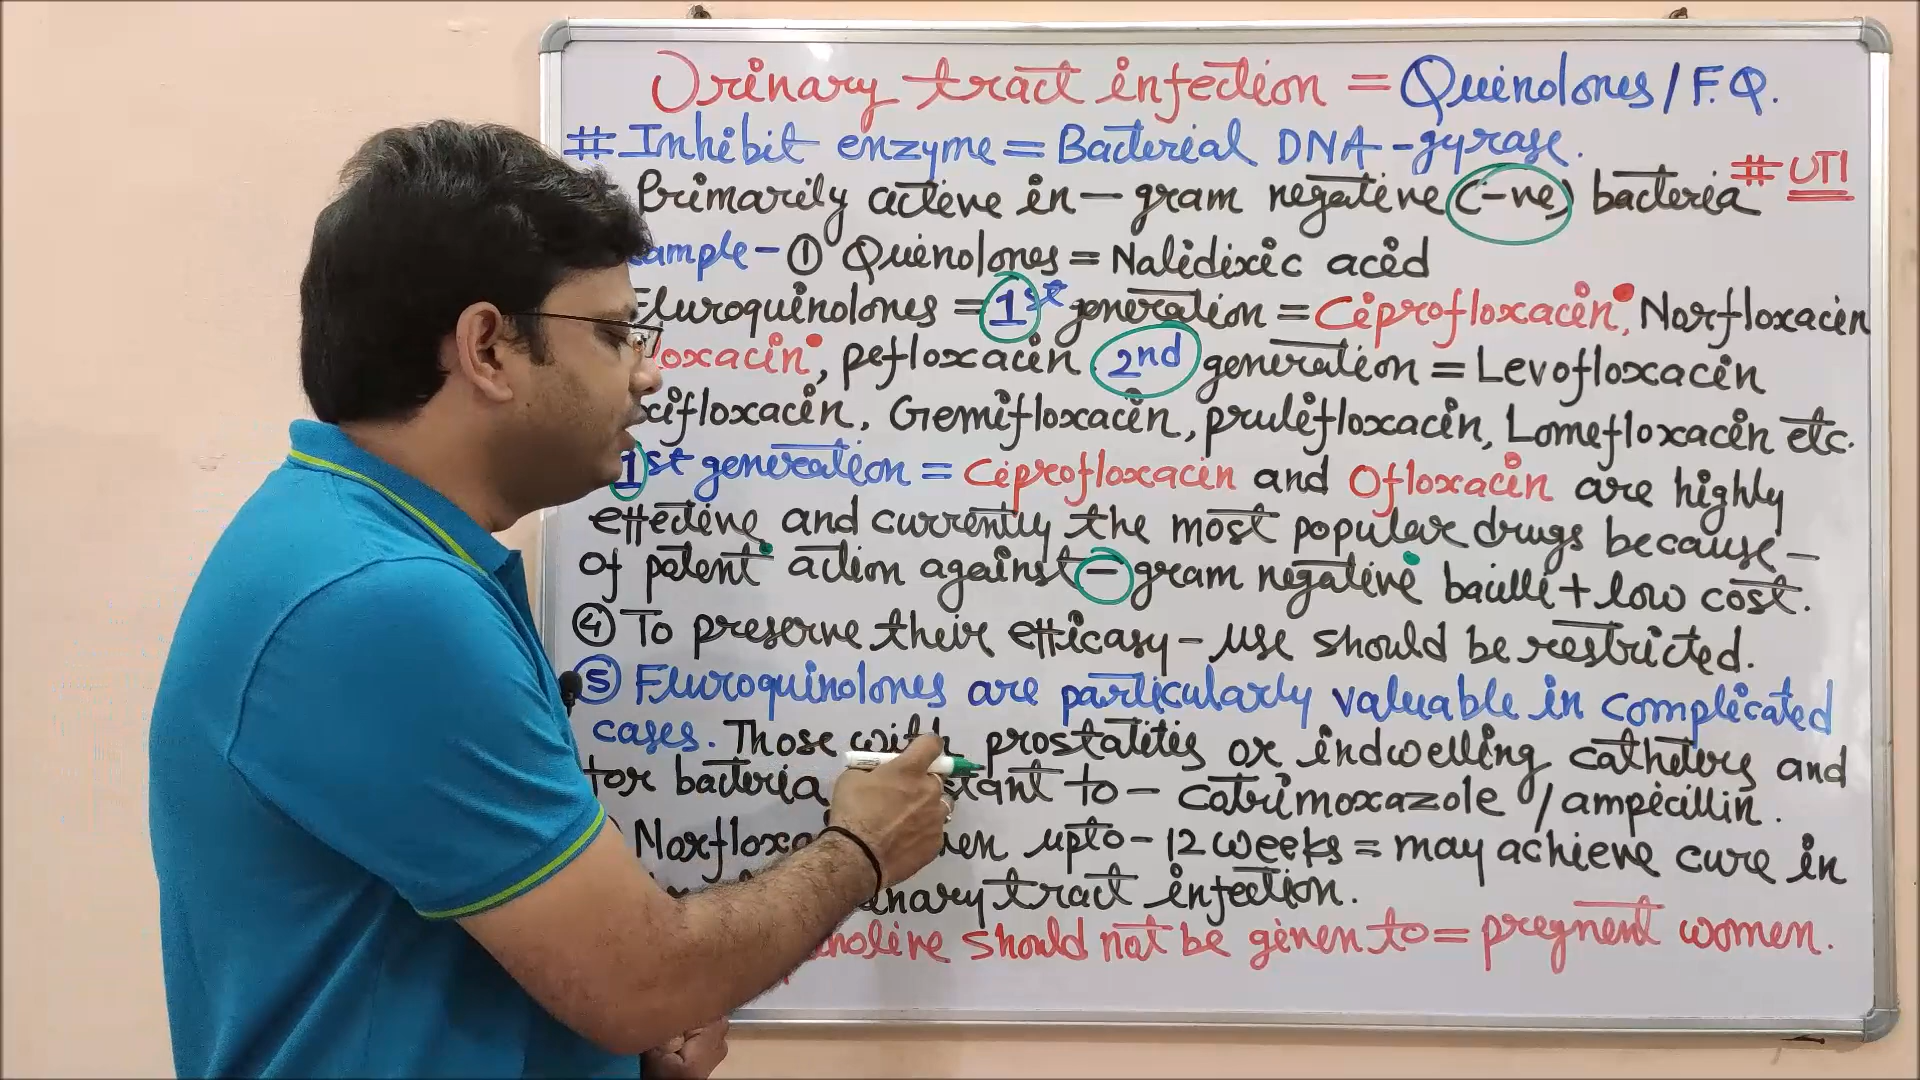 Urinary tract infection = Quinolones / F.Q.
# Inhibit enzyme = Bacterial DNA-gyrase.
# UTI
Primarily active in - gram negative (-ve) bacteria
ample - ① Quinolones = Nalidixic acid
Fluroquinolones = 1st generation = Ciprofloxacin, Norfloxacin
loxacin, pefloxacin 2nd generation = Levofloxacin
xifloxacin, Gemifloxacin, prulifloxacin, Lomefloxacin etc.
1st generation = Ciprofloxacin and Ofloxacin are highly
effective and currently the most popular drugs because -
of potent action against - gram negative bacilli + low cost.
④ To preserve their efficasy - use should be restricted.
⑤ Fluroquinolones are particularly valuable in complicated
cases. Those with prostatitis or indwelling catheters and
for bacteria stant to - cotrimoxazole / ampicillin.
Norfloxa en upto - 12 weeks = may achieve cure in
inary tract infection.
nolive should not be given to = pregnent women.